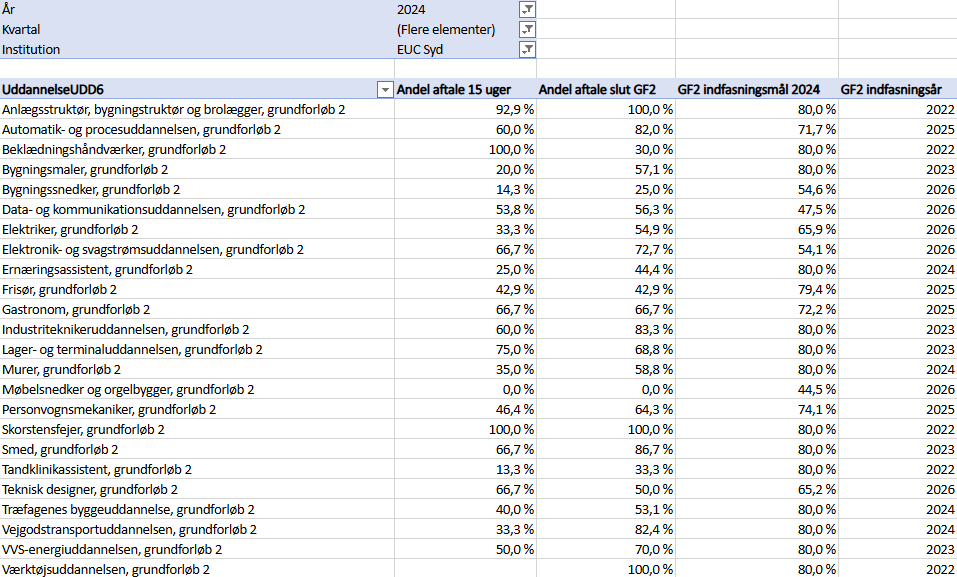 År 2024
Kvartal (Flere elementer)
Institution EUC Syd
UddannelseUDD6 Andel aftale 15 uger Andel aftale slut GF2 GF2 indfasningsmål 2024 GF2 indfasningsår
Anlægsstruktør, bygningstruktør og brolægger, grundforløb 2 92,9 % 100,0 % 80,0 % 2022
Automatik- og procesuddannelsen, grundforløb 2 60,0 % 82,0 % 71,7 % 2025
Beklædningshåndværker, grundforløb 2 100,0 % 30,0 % 80,0 % 2022
Bygningsmaler, grundforløb 2 20,0 % 57,1 % 80,0 % 2023
Bygningssnedker, grundforløb 2 14,3 % 25,0 % 54,6 % 2026
Data- og kommunikationsuddannelsen, grundforløb 2 53,8 % 56,3 % 47,5 % 2026
Elektriker, grundforløb 2 33,3 % 54,9 % 65,9 % 2026
Elektronik- og svagstrømsuddannelsen, grundforløb 2 66,7 % 72,7 % 54,1 % 2026
Ernæringsassistent, grundforløb 2 25,0 % 44,4 % 80,0 % 2024
Frisør, grundforløb 2 42,9 % 42,9 % 79,4 % 2025
Gastronom, grundforløb 2 66,7 % 66,7 % 72,2 % 2025
Industriteknikeruddannelsen, grundforløb 2 60,0 % 83,3 % 80,0 % 2023
Lager- og terminaluddannelsen, grundforløb 2 75,0 % 68,8 % 80,0 % 2023
Murer, grundforløb 2 35,0 % 58,8 % 80,0 % 2024
Møbelsnedker og orgelbygger, grundforløb 2 0,0 % 0,0 % 44,5 % 2026
Personvognsmekaniker, grundforløb 2 46,4 % 64,3 % 74,1 % 2025
Skorstensfejer, grundforløb 2 100,0 % 100,0 % 80,0 % 2022
Smed, grundforløb 2 66,7 % 86,7 % 80,0 % 2023
Tandklinikassistent, grundforløb 2 13,3 % 33,3 % 80,0 % 2022
Teknisk designer, grundforløb 2 66,7 % 50,0 % 65,2 % 2026
Træfagenes byggeuddannelse, grundforløb 2 40,0 % 53,1 % 80,0 % 2024
Vejgodstransportuddannelsen, grundforløb 2 33,3 % 82,4 % 80,0 % 2024
VVS-energiuddannelsen, grundforløb 2 50,0 % 70,0 % 80,0 % 2023
Værktøjsuddannelsen, grundforløb 2 100,0 % 80,0 % 2022